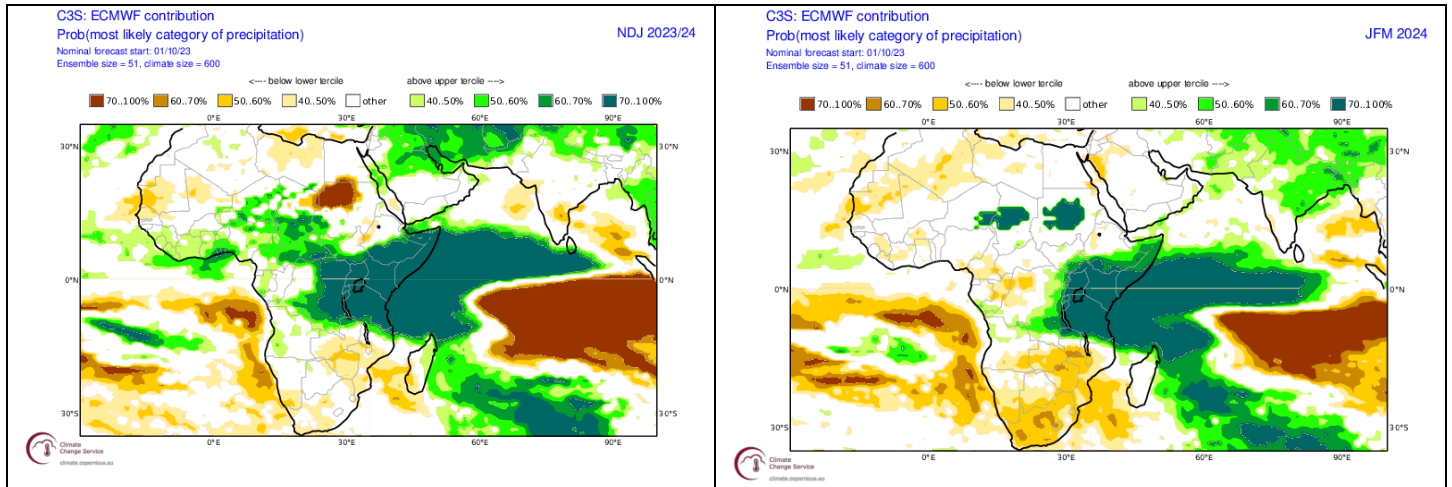 C3S: ECMWF contribution
Prob(most likely category of precipitation)
NDJ 2023/24
Nominal forecast start: 01/10/23
Ensemble size = 51, climate size = 600
<---- below lower tercile
above upper tercile ---->
70..100%
60..70%
50..60%
40..50%
other
40..50%
50..60%
60..70%
70..100%
0°E
30°E
60°E
90°E
30°N
30°N
0°N
0°N
30°S
30°S
0°E
30°E
60°E
90°E
Climate
Change Service
climate.copernicus.eu
C3S: ECMWF contribution
Prob(most likely category of precipitation)
JFM 2024
Nominal forecast start: 01/10/23
Ensemble size = 51, climate size = 600
<---- below lower tercile
above upper tercile ---->
70..100%
60..70%
50..60%
40..50%
other
40..50%
50..60%
60..70%
70..100%
0°E
30°E
60°E
90°E
30°N
30°N
0°N
0°N
30°S
30°S
0°E
30°E
60°E
90°E
Climate
Change Service
climate.copernicus.eu